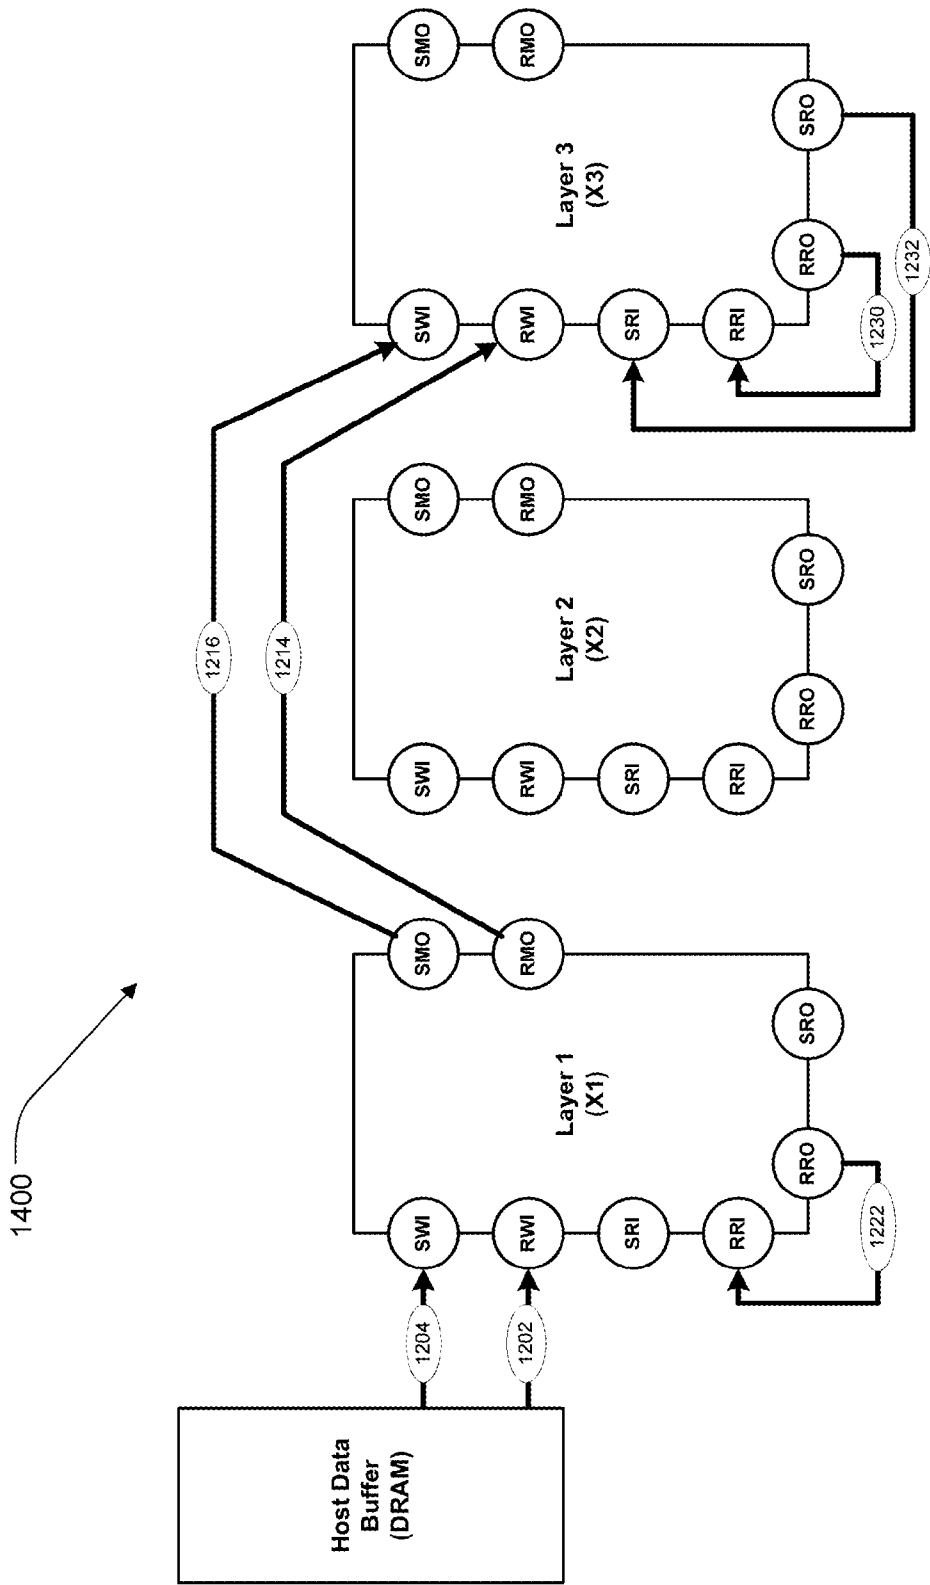 1400
1216
1214
Host Data
Buffer
(DRAM)
1204
SWI
SMO
SWI
SMO
SWI
SMO
1202
RWI
RMO
RWI
RMO
RWI
RMO
Layer 1
(X1)
Layer 2
(X2)
Layer 3
(X3)
SRI
SRI
SRI
RRI
RRI
RRI
RRO
SRO
RRO
SRO
RRO
SRO
1222
1230
1232